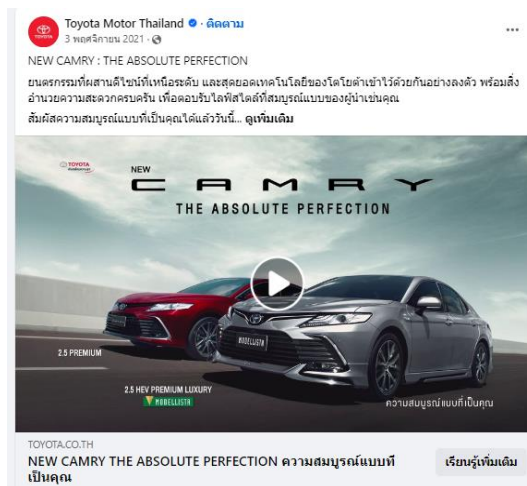 Toyota Motor Thailand · ติดตาม
3 พฤศจิกายน 2021 ·
NEW CAMRY : THE ABSOLUTE PERFECTION
ยนตรกรรมที่ผสานดีไซน์ที่เหนือระดับ และสุดยอดเทคโนโลยีของโตโยต้าเข้าไว้ด้วยกันอย่างลงตัว พร้อมสิ่ง
อำนวยความสะดวกครบครัน เพื่อตอบรับไลฟ์สไตล์ที่สมบูรณ์แบบของผู้นำเช่นคุณ
สัมผัสความสมบูรณ์แบบที่เป็นคุณได้แล้ววันนี้... ดูเพิ่มเติม
TOYOTA
NEW
CAMRY
THE ABSOLUTE PERFECTION
MODELLISTA
2.5 PREMIUM
2.5 HEV PREMIUM LUXURY
MODELLISTA
ความสมบูรณ์แบบที่เป็นคุณ
TOYOTA.CO.TH
NEW CAMRY THE ABSOLUTE PERFECTION ความสมบูรณ์แบบที่
เป็นคุณ
เรียนรู้เพิ่มเติม